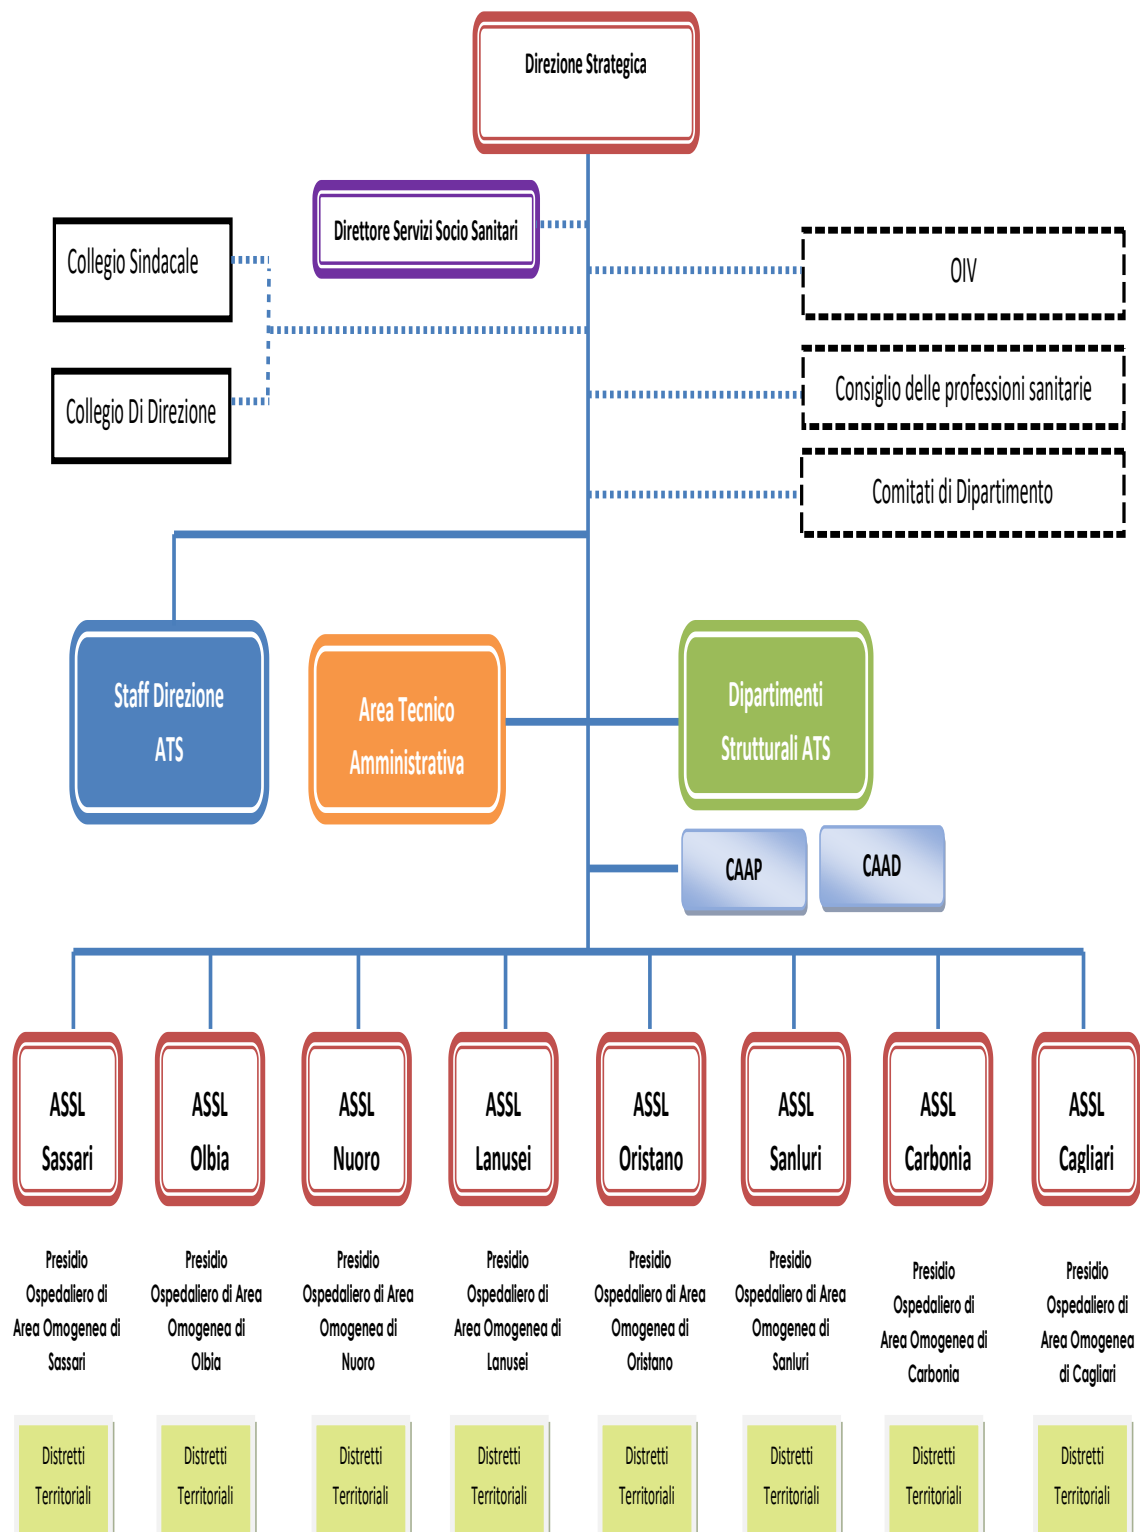 Direzione Strategica
Direttore Servizi Socio Sanitari
Collegio Sindacale
OIV
Consiglio delle professioni sanitarie
Collegio Di Direzione
Comitati di Dipartimento
Staff Direzione
ATS
Area Tecnico
Amministrativa
Dipartimenti
Strutturali ATS
CAAP
CAAD
ASSL
Sassari
ASSL
Olbia
ASSL
Nuoro
ASSL
Lanusei
ASSL
Oristano
ASSL
Sanluri
ASSL
Carbonia
ASSL
Cagliari
Presidio
Ospedaliero di
Area Omogenea di
Sassari
Presidio
Ospedaliero di Area
Omogenea di
Olbia
Presidio
Ospedaliero di Area
Omogenea di
Nuoro
Presidio
Ospedaliero di
Area Omogenea di
Lanusei
Presidio
Ospedaliero di Area
Omogenea di
Oristano
Presidio
Ospedaliero di Area
Omogenea di
Sanluri
Presidio
Ospedaliero di
Area Omogenea di
Carbonia
Presidio
Ospedaliero di
Area Omogenea
di Cagliari
Distretti
Territoriali
Distretti
Territoriali
Distretti
Territoriali
Distretti
Territoriali
Distretti
Territoriali
Distretti
Territoriali
Distretti
Territoriali
Distretti
Territoriali